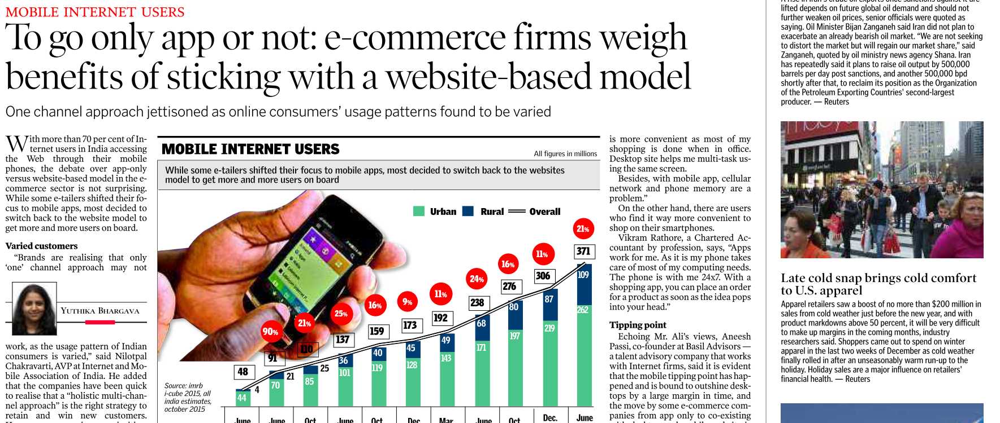 MOBILE INTERNET USERS
To go only app or not: e-commerce firms weigh
benefits of sticking with a website-based model
One channel approach jettisoned as online consumers’ usage patterns found to be varied
With more than 70 per cent of In-
ternet users in India accessing
the Web through their mobile
phones, the debate over app-only
versus website-based model in the e-
commerce sector is not surprising.
While some e-tailers shifted their fo-
cus to mobile apps, most decided to
switch back to the website model to
get more and more users on board.
Varied customers
“Brands are realising that only
‘one’ channel approach may not
YUTHIKA BHARGAVA
work, as the usage pattern of Indian
consumers is varied,” said Nilotpal
Chakravarti, AVP at Internet and Mo-
bile Association of India. He added
that the companies have been quick
to realise that a “holistic multi-chan-
nel approach” is the right strategy to
retain and win new customers.
MOBILE INTERNET USERS
All figures in millions
While some e-tailers shifted their focus to mobile apps, most decided to switch back to the websites
model to get more and more users on board
Urban Rural Overall
90% 21% 25% 16% 9% 11% 24% 16% 11% 21%
48 91 110 137 159 173 192 238 276 306 371
4 21 25 36 40 45 49 68 80 87 109
44 70 85 101 119 128 143 171 197 219 262
Source: imrb
i-cube 2015, all
india estimates,
october 2015
June June Oct June Oct Dec Mar June Oct Dec. June
is more convenient as most of my
shopping is done when in office.
Desktop site helps me multi-task us-
ing the same screen.
Besides, with mobile app, cellular
network and phone memory are a
problem.”
On the other hand, there are users
who find it way more convenient to
shop on their smartphones.
Vikram Rathore, a Chartered Ac-
countant by profession, says, “Apps
work for me. As it is my phone takes
care of most of my computing needs.
The phone is with me 24x7. With a
shopping app, you can place an order
for a product as soon as the idea pops
into your head.”
Tipping point
Echoing Mr. Ali’s views, Aneesh
Passi, co-founder at Basil Advisors —
a talent advisory company that works
with Internet firms, said it is evident
that the mobile tipping point has hap-
pened and is bound to outshine desk-
tops by a large margin in time, and
the move by some e-commerce com-
panies from app only to co-existing
A rise in Iran's crude oil exports once sanctions against it are
lifted depends on future global oil demand and should not
further weaken oil prices, senior officials were quoted as
saying. Oil Minister Bijan Zanganeh said Iran did not plan to
exacerbate an already bearish oil market. “We are not seeking
to distort the market but will regain our market share,” said
Zanganeh, quoted by oil ministry news agency Shana. Iran
has repeatedly said it plans to raise oil output by 500,000
barrels per day post sanctions, and another 500,000 bpd
shortly after that, to reclaim its position as the Organization
of the Petroleum Exporting Countries' second-largest
producer. — Reuters
Late cold snap brings cold comfort
to U.S. apparel
Apparel retailers saw a boost of no more than $200 million in
sales from cold weather just before the new year, and with
product markdowns above 50 percent, it will be very difficult
to make up margins in the coming months, industry
researchers said. Shoppers came out to spend on winter
apparel in the last two weeks of December as cold weather
finally rolled in after an unseasonably warm run-up to the
holiday. Holiday sales are a major influence on retailers'
financial health. — Reuters